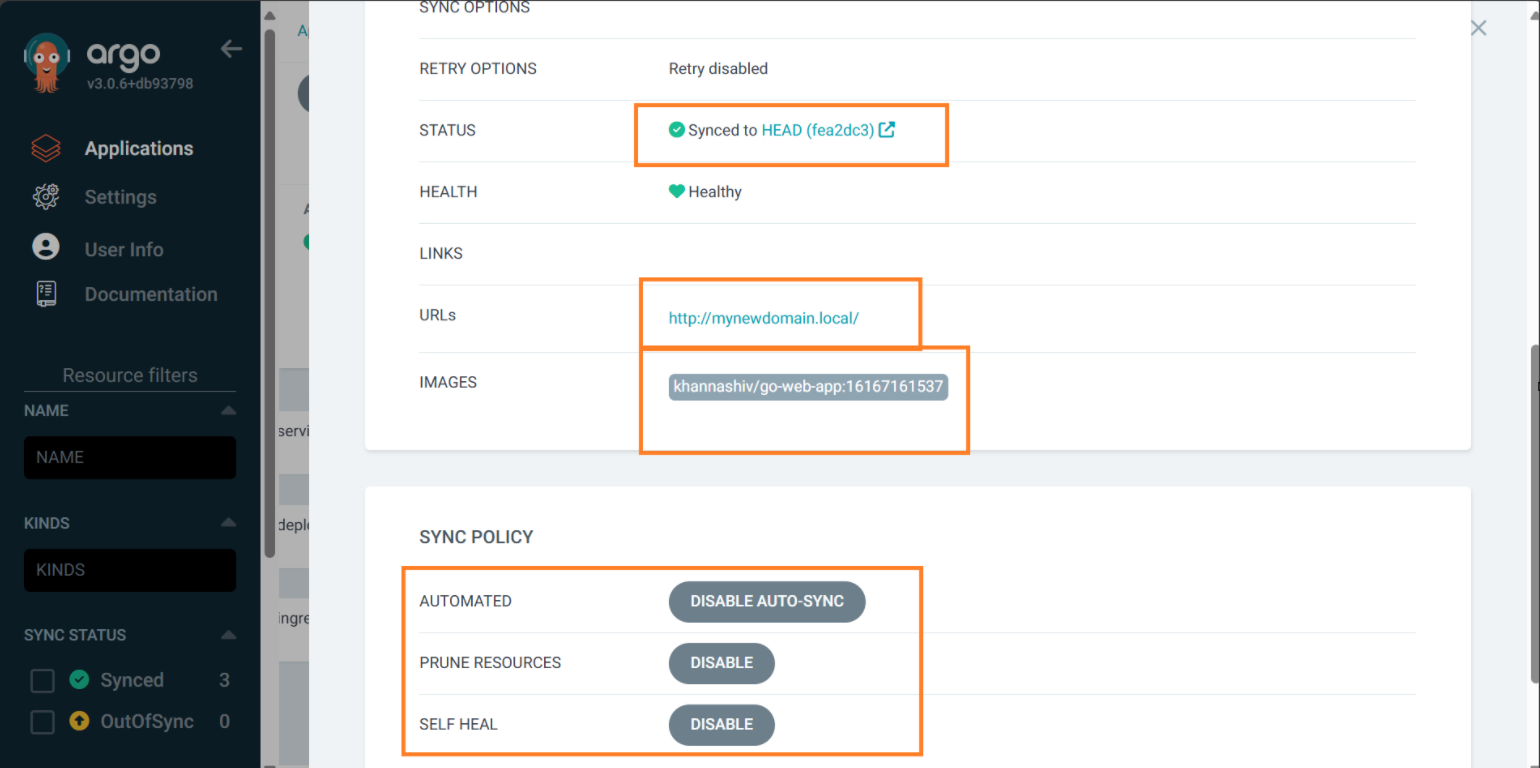 argo
v3.0.6+db93798
Applications
Settings
User Info
Documentation
Resource filters
NAME
NAME
KINDS
KINDS
SYNC STATUS
Synced 3
OutOfSync 0
A
servi
deplo
ingre
SYNC OPTIONS
RETRY OPTIONS Retry disabled
STATUS Synced to HEAD (fea2dc3)
HEALTH Healthy
LINKS
URLs http://mynewdomain.local/
IMAGES khannashiv/go-web-app:16167161537
SYNC POLICY
AUTOMATED DISABLE AUTO-SYNC
PRUNE RESOURCES DISABLE
SELF HEAL DISABLE